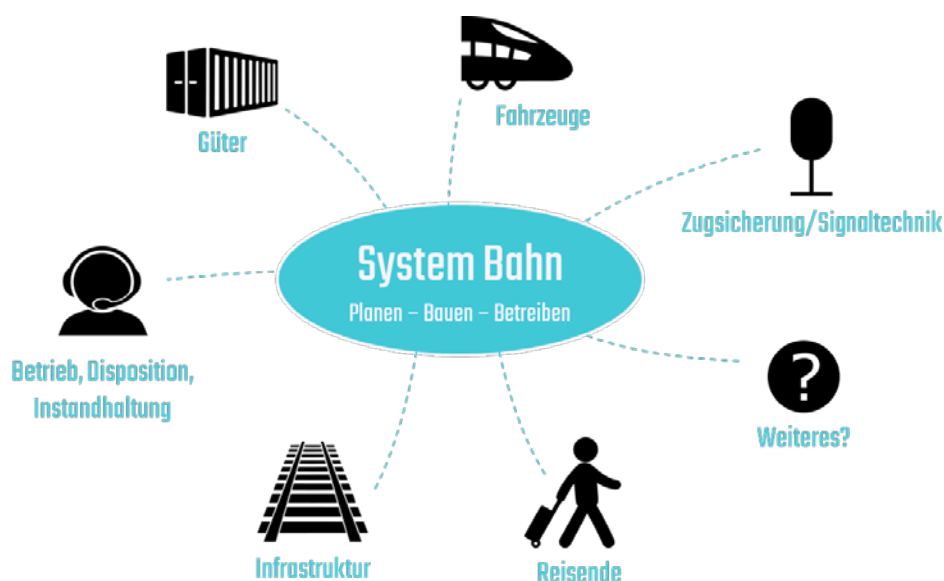 Fahrzeuge
Güter
Zugsicherung/Signaltechnik
System Bahn
Planen – Bauen – Betreiben
Betrieb, Disposition,
Instandhaltung
?
Weiteres?
Infrastruktur
Reisende